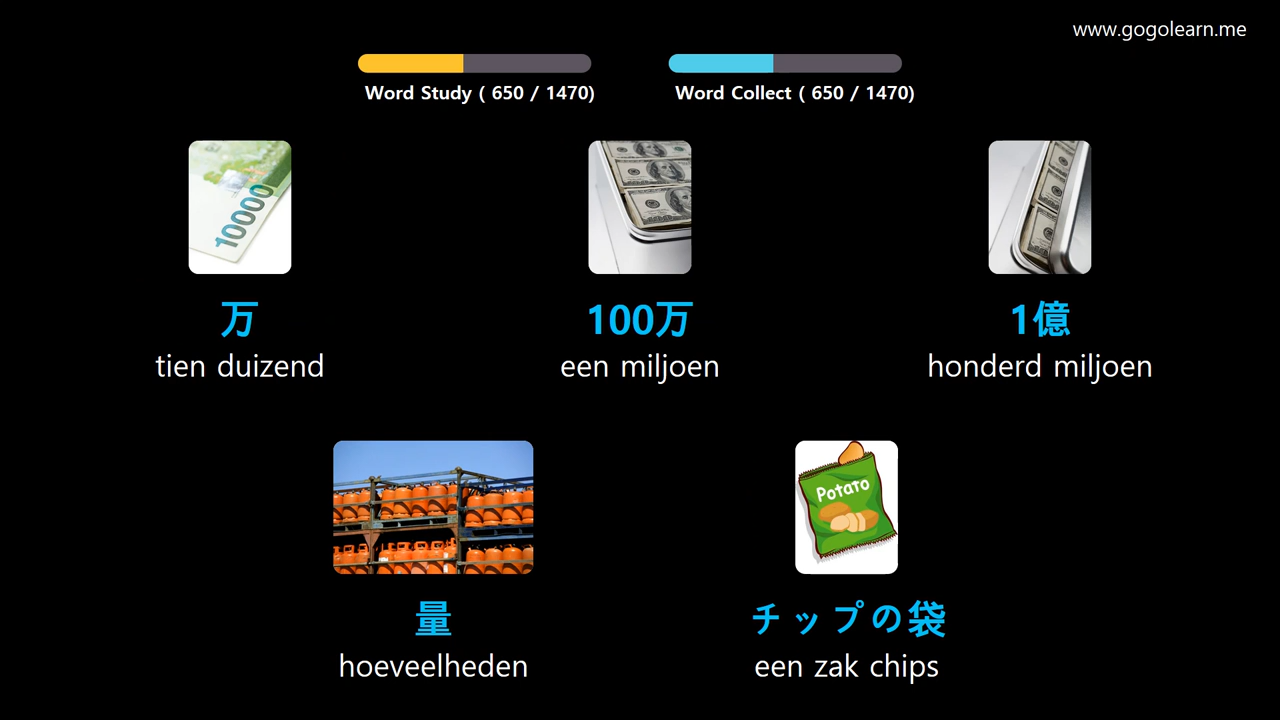 www.gogolearn.me
Word Study ( 650 / 1470)
Word Collect ( 650 / 1470)
10000
万
tien duizend
100万
een miljoen
1億
honderd miljoen
Potato
量
hoeveelheden
チップの袋
een zak chips